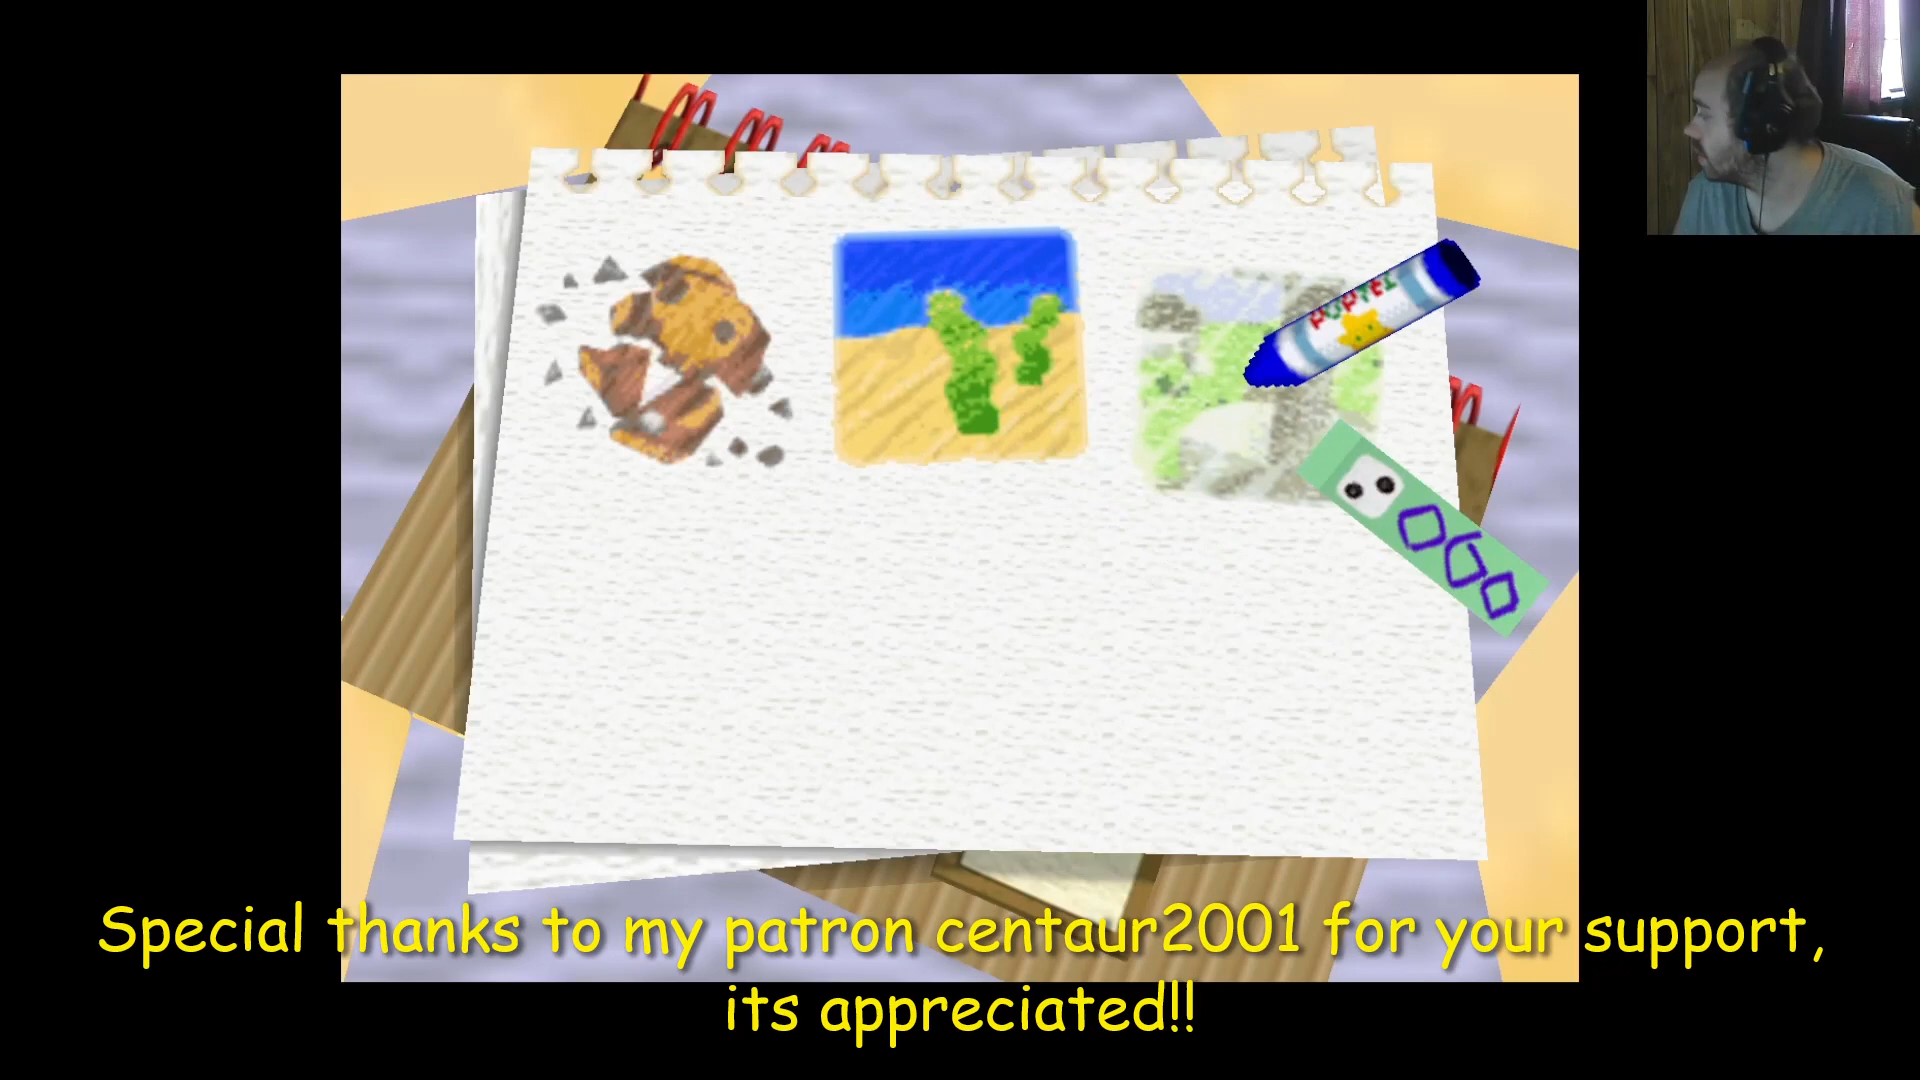 Special thanks to my patron centaur2001 for your support,
its appreciated!!